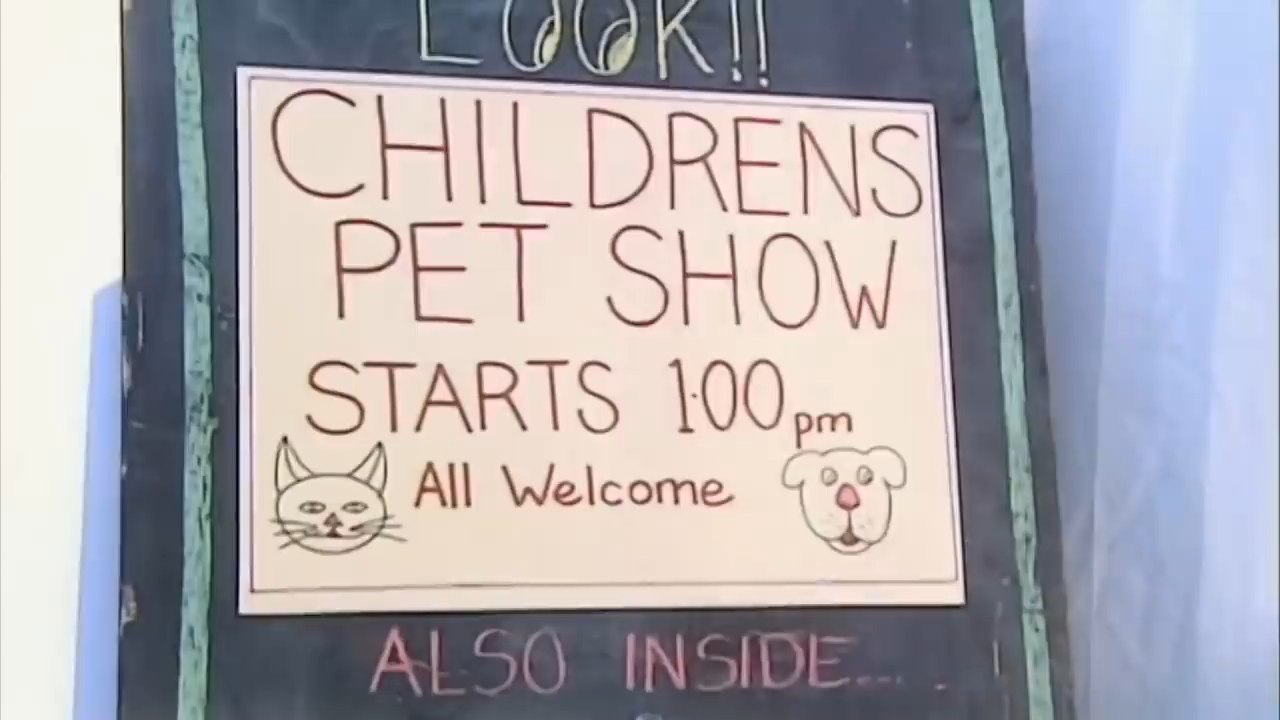 LOOK!!
CHILDRENS
PET SHOW
STARTS 1·00 pm
All Welcome
ALSO INSIDE....